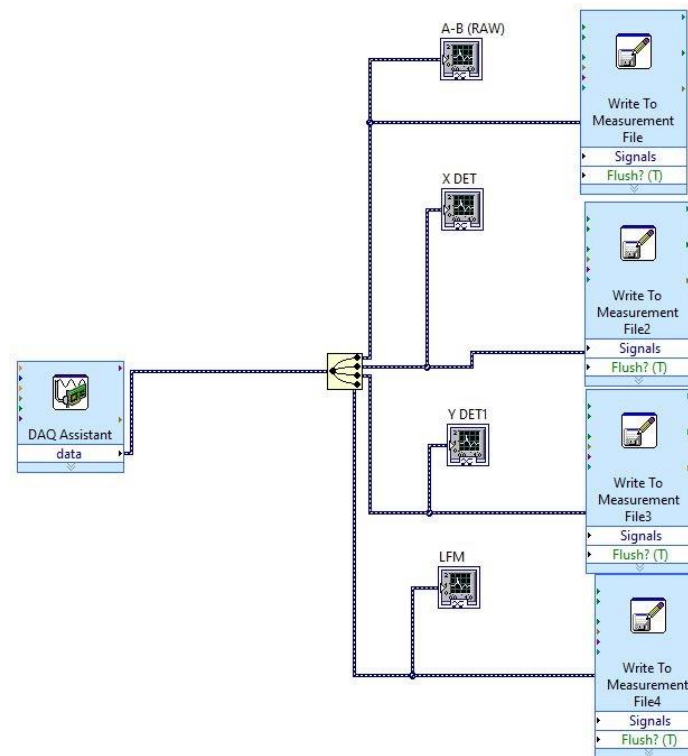 A-B (RAW)
Write To
Measurement
File
Signals
Flush? (T)
X DET
Write To
Measurement
File2
Signals
Flush? (T)
DAQ Assistant
data
Y DET1
Write To
Measurement
File3
Signals
Flush? (T)
LFM
Write To
Measurement
File4
Signals
Flush? (T)